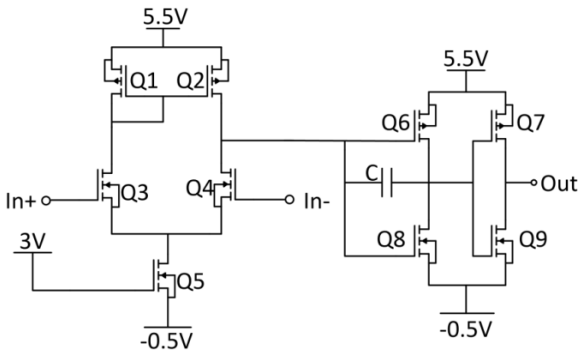 5.5V
Q1 Q2
5.5V
Q6 Q7
In+ Q3 Q4 In- C Out
3V Q5 Q8 Q9
-0.5V -0.5V